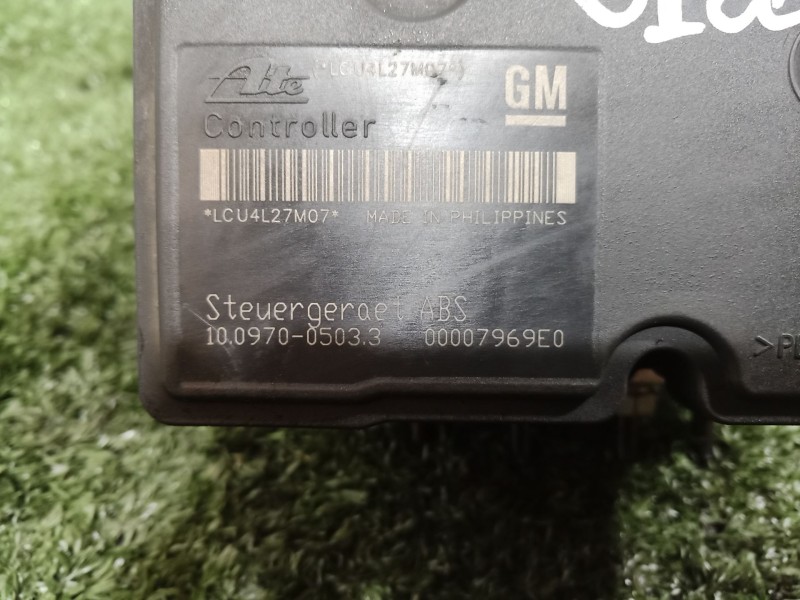 Ate (*LCU4L27M07*) GM
Controller
*LCU4L27M07* MADE IN PHILIPPINES
Steuergeraet ABS
10.0970-0503.3 00007969E0